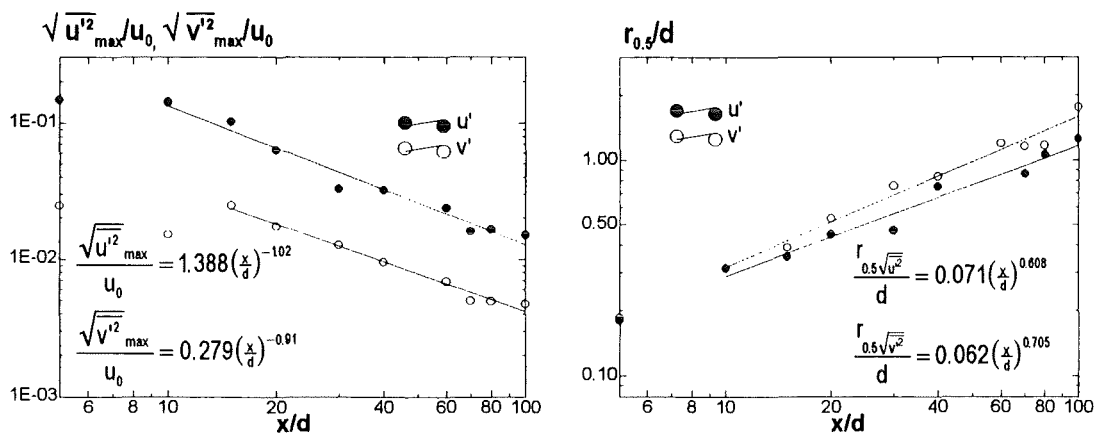 √u'²max/u₀, √v'²max/u₀
1E-01
1E-02
1E-03
u'
v'
√u'²max/u₀ = 1.388(x/d)^-1.02
√v'²max/u₀ = 0.279(x/d)^-0.91
6 8 10 20 40 60 80 100
x/d
r0.5/d
1.00
0.50
0.10
u'
v'
r0.5√u'²/d = 0.071(x/d)^0.608
r0.5√v'²/d = 0.062(x/d)^0.705
6 8 10 20 40 60 80 100
x/d